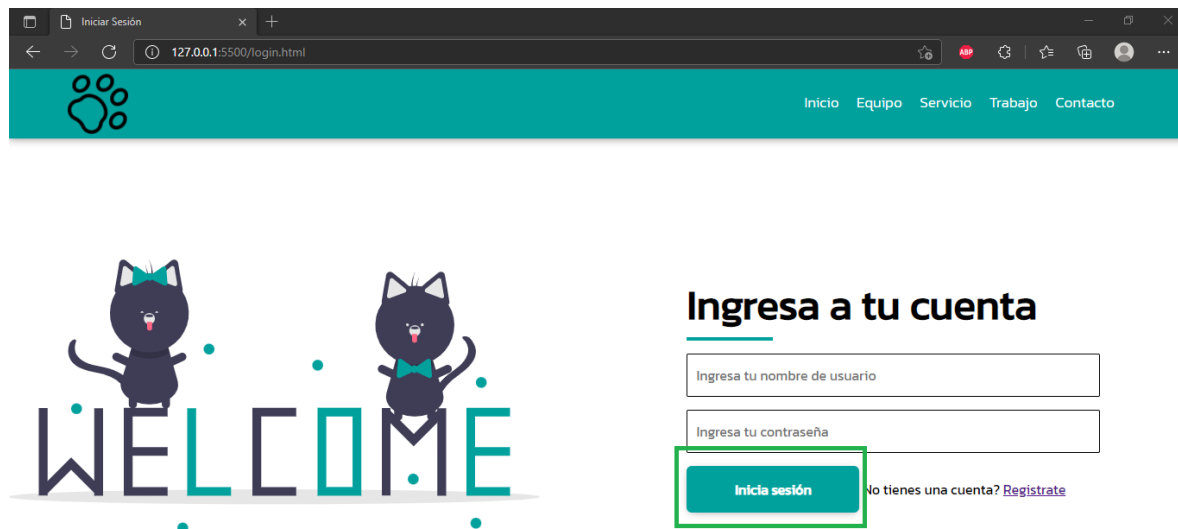 Iniciar Sesión
127.0.0.1:5500/login.html
ABP
Inicio Equipo Servicio Trabajo Contacto
WELCOME
Ingresa a tu cuenta
Ingresa tu nombre de usuario
Ingresa tu contraseña
Inicia sesión No tienes una cuenta? Registrate